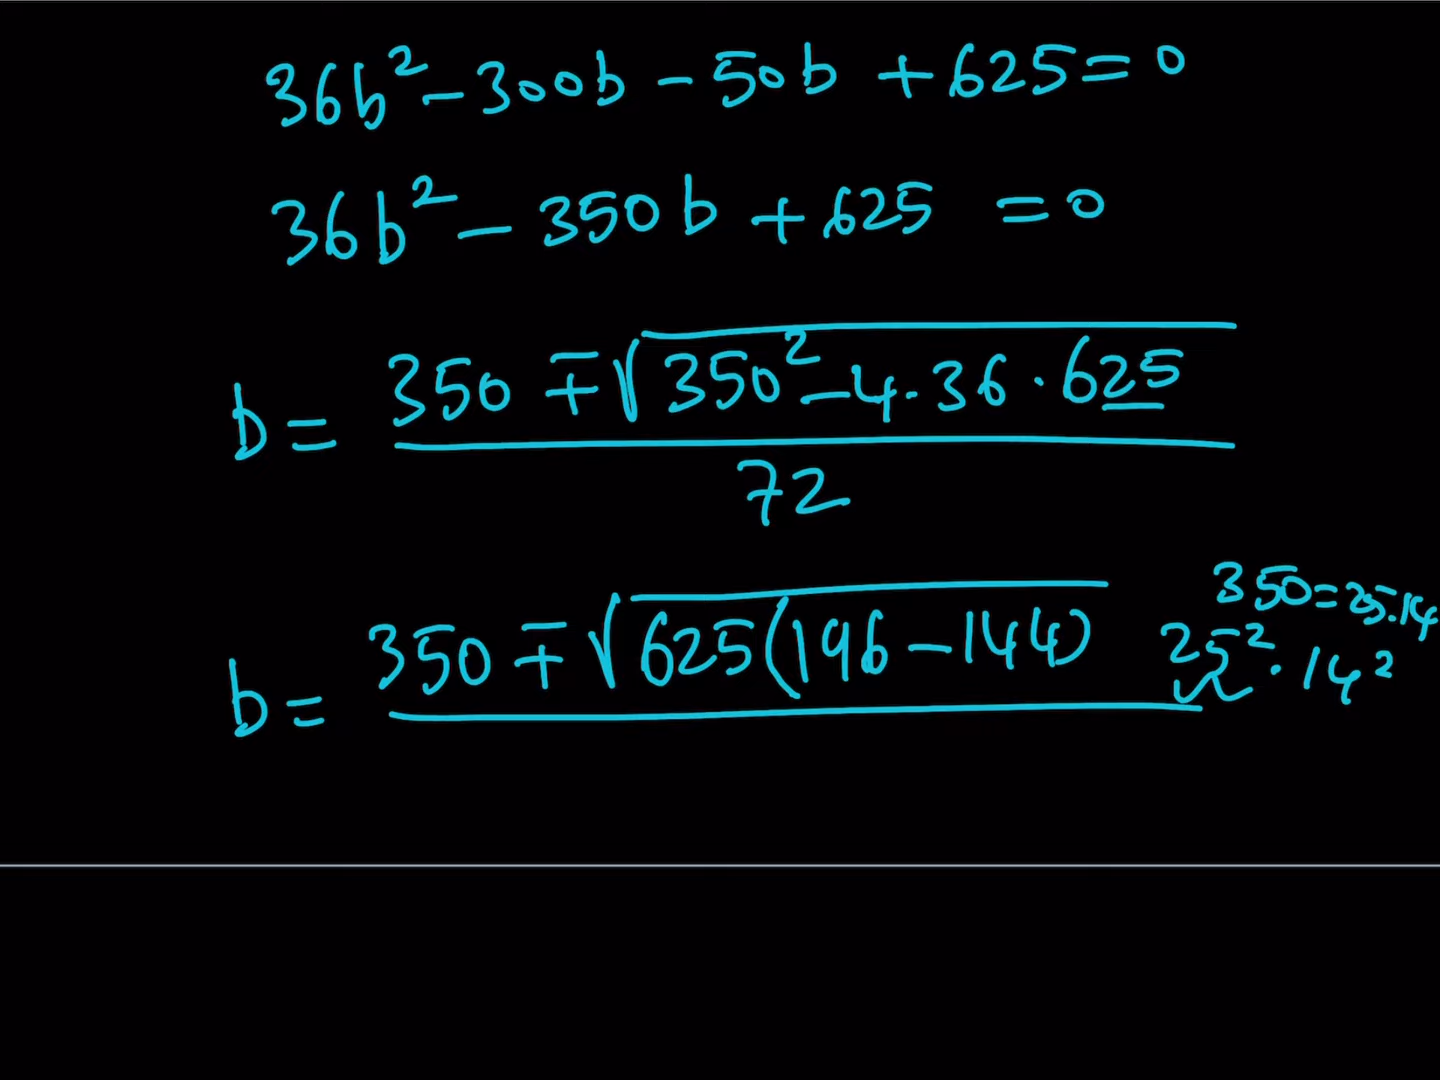 36b² - 300b - 50b + 625 = 0
36b² - 350b + 625 = 0
b = (350 ∓ √(350² - 4·36·625)) / 72
350 = 25·14
25²·14²
b = 350 ∓ √(625(196 - 144))